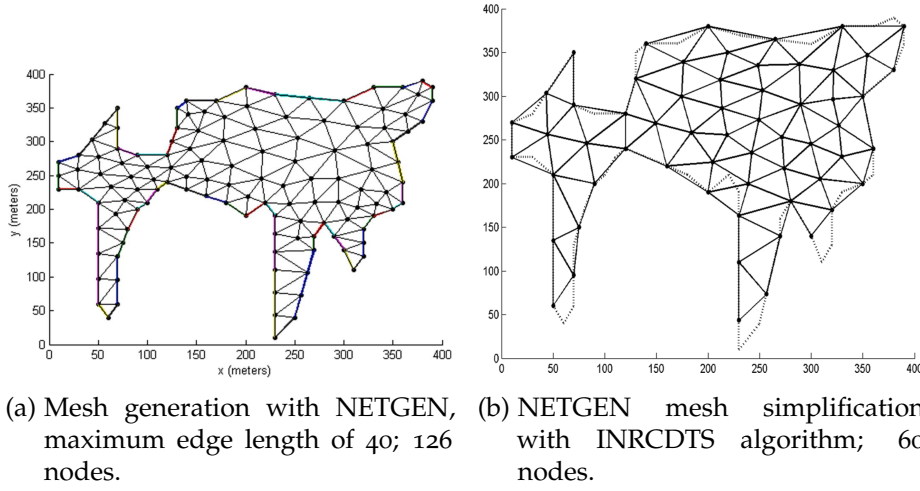 400
350
300
250
200
150
100
50
0
y (meters)
0 50 100 150 200 250 300 350 400
x (meters)
400
350
300
250
200
150
100
50
0
0 50 100 150 200 250 300 350 400
(a) Mesh generation with NETGEN,
maximum edge length of 40; 126
nodes.
(b) NETGEN mesh simplification
with INRCDTS algorithm; 60
nodes.